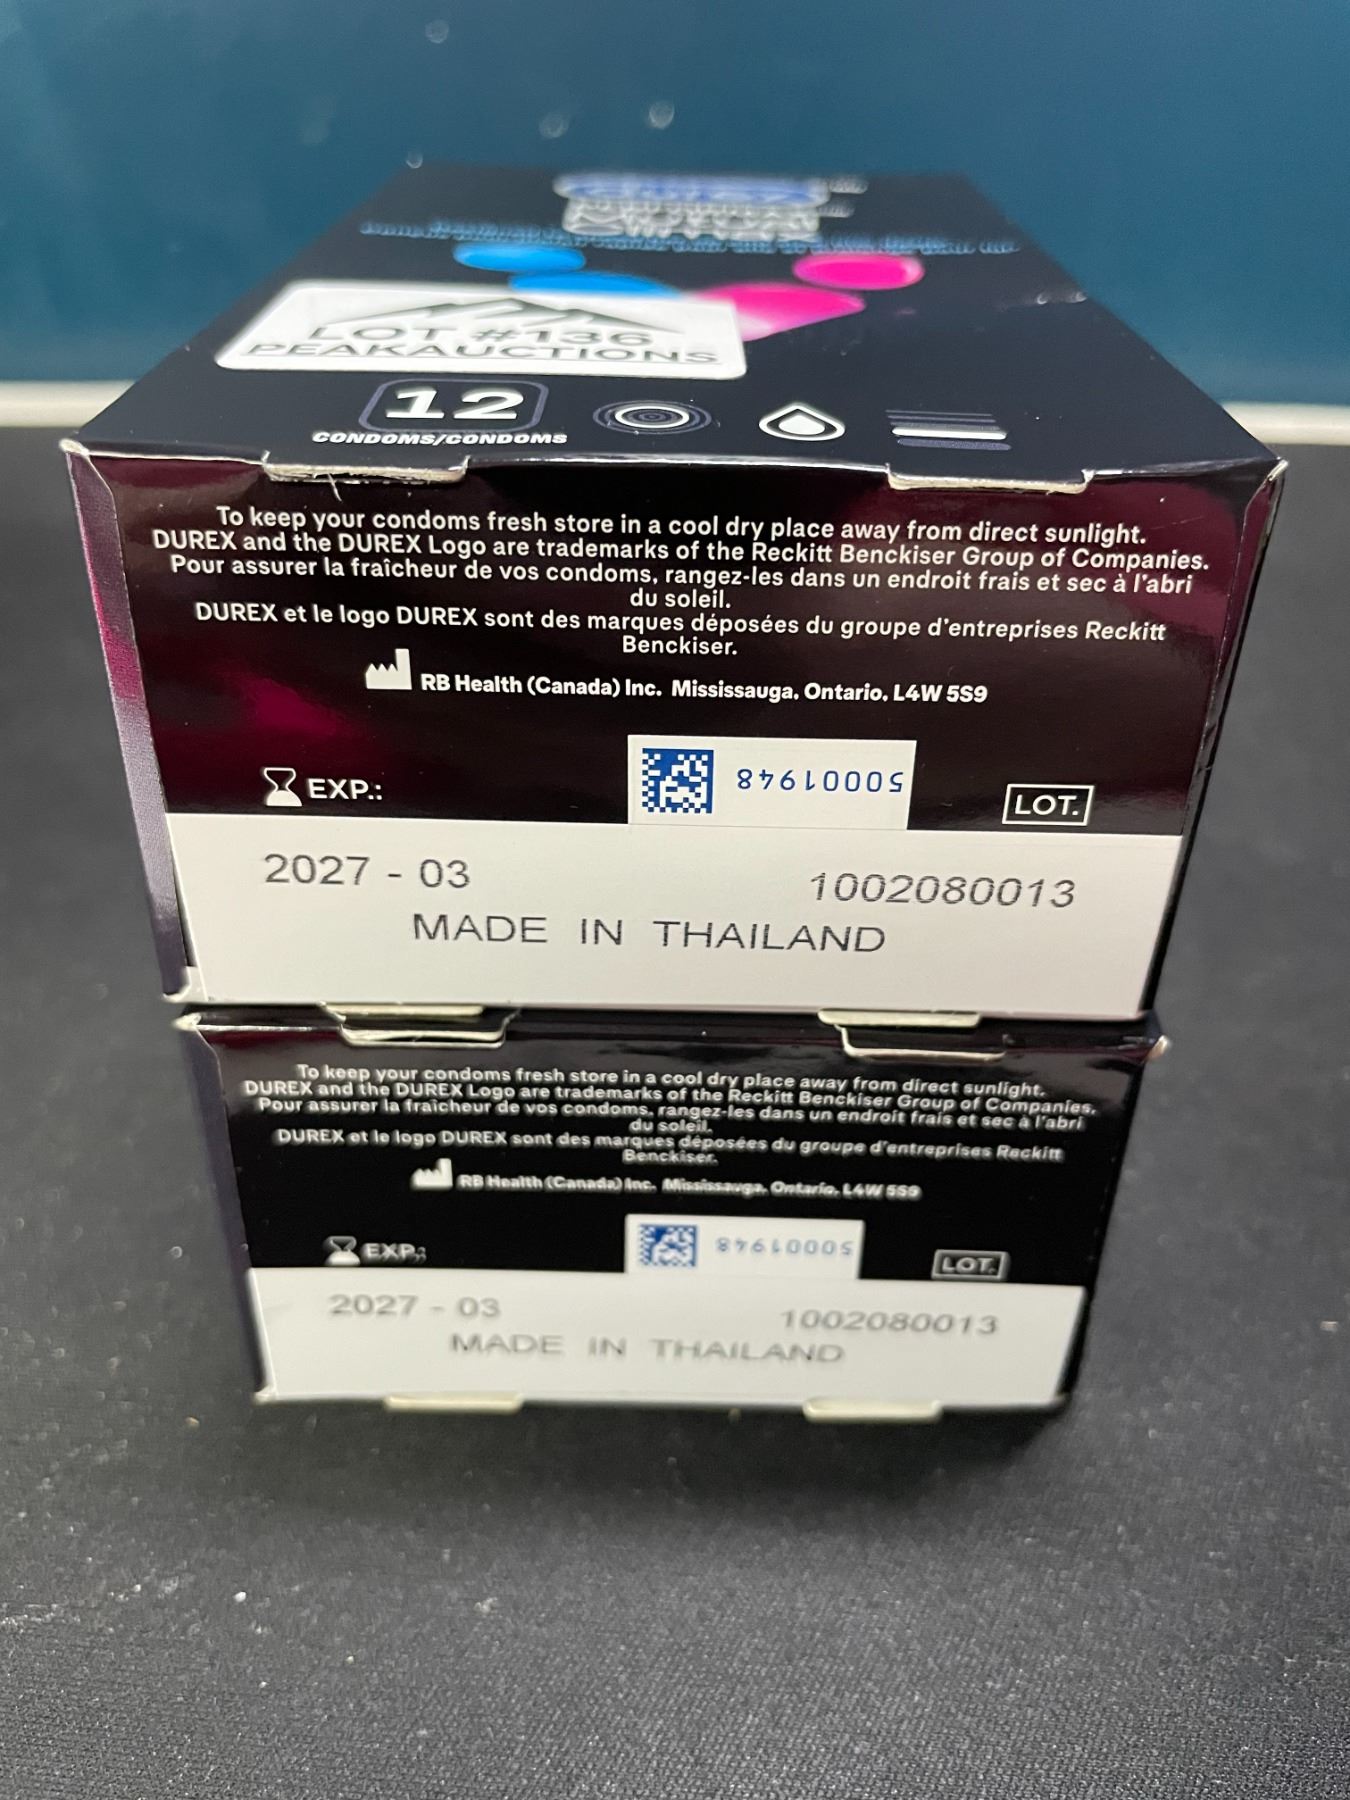 durex
LOT #136
PEAKAUCTIONS
12
CONDOMS/CONDOMS
To keep your condoms fresh store in a cool dry place away from direct sunlight.
DUREX and the DUREX Logo are trademarks of the Reckitt Benckiser Group of Companies.
Pour assurer la fraîcheur de vos condoms, rangez-les dans un endroit frais et sec à l'abri
du soleil.
DUREX et le logo DUREX sont des marques déposées du groupe d'entreprises Reckitt
Benckiser.
RB Health (Canada) Inc. Mississauga, Ontario, L4W 5S9
EXP.:
50001948
LOT.
2027 - 03
1002080013
MADE IN THAILAND
To keep your condoms fresh store in a cool dry place away from direct sunlight.
DUREX and the DUREX Logo are trademarks of the Reckitt Benckiser Group of Companies.
Pour assurer la fraîcheur de vos condoms, rangez-les dans un endroit frais et sec à l'abri
du soleil.
DUREX et le logo DUREX sont des marques déposées du groupe d'entreprises Reckitt
Benckiser.
RB Health (Canada) Inc. Mississauga, Ontario, L4W 5S9
EXP.:
50001948
LOT.
2027 - 03
1002080013
MADE IN THAILAND